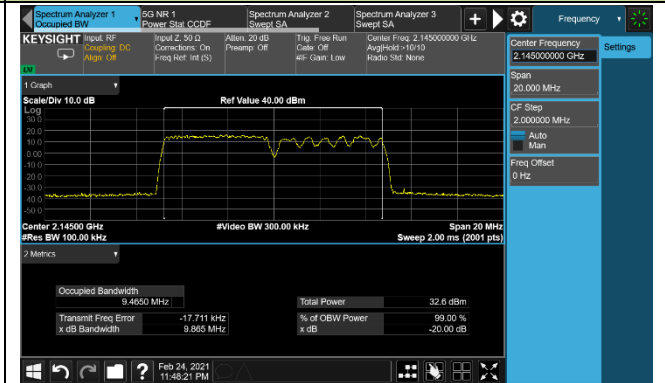 Spectrum Analyzer 1
Occupied BW
5G NR 1
Power Stat CCDF
Spectrum Analyzer 2
Swept SA
Spectrum Analyzer 3
Swept SA
+
Frequency
KEYSIGHT
Input: RF
Coupling: DC
Align: Off
Input Z: 50 Ω
Corrections: On
Freq Ref: Int (S)
Atten: 20 dB
Preamp: Off
Trig: Free Run
Gate: Off
#IF Gain: Low
Center Freq: 2.145000000 GHz
Avg|Hold:>10/10
Radio Std: None
Center Frequency
2.145000000 GHz
Settings
Span
20.000 MHz
CF Step
2.000000 MHz
Auto
Man
Freq Offset
0 Hz
1 Graph
Scale/Div 10.0 dB
Ref Value 40.00 dBm
Log
30.0
20.0
10.0
0.00
-10.0
-20.0
-30.0
-40.0
-50.0
Center 2.14500 GHz
#Res BW 100.00 kHz
#Video BW 300.00 kHz
Span 20 MHz
Sweep 2.00 ms (2001 pts)
2 Metrics
Occupied Bandwidth
9.4650 MHz
Total Power
32.6 dBm
Transmit Freq Error
-17.711 kHz
% of OBW Power
99.00 %
x dB Bandwidth
9.865 MHz
x dB
-20.00 dB
?
Feb 24, 2021
11:48:21 PM